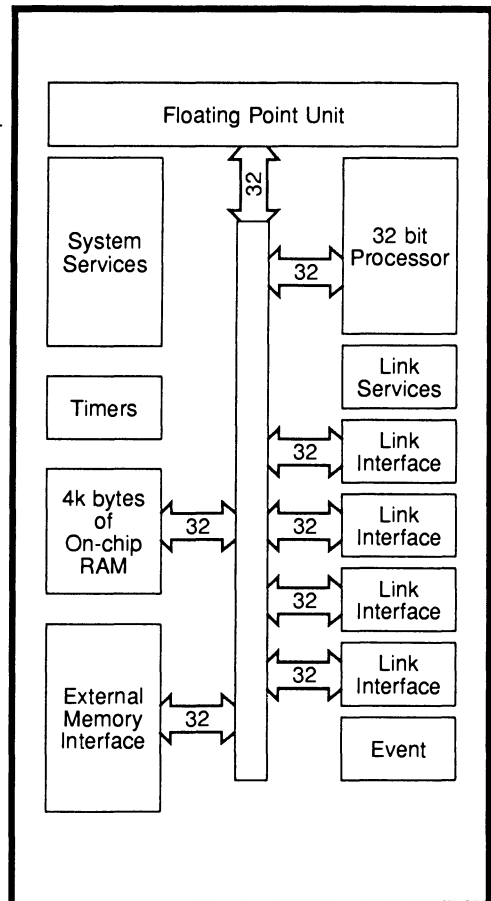 Floating Point Unit
32
System
Services
32 bit
Processor
32
Link
Services
Timers
32
Link
Interface
4k bytes
of
On-chip
RAM
32
32
Link
Interface
32
Link
Interface
External
Memory
Interface
32
32
Link
Interface
Event